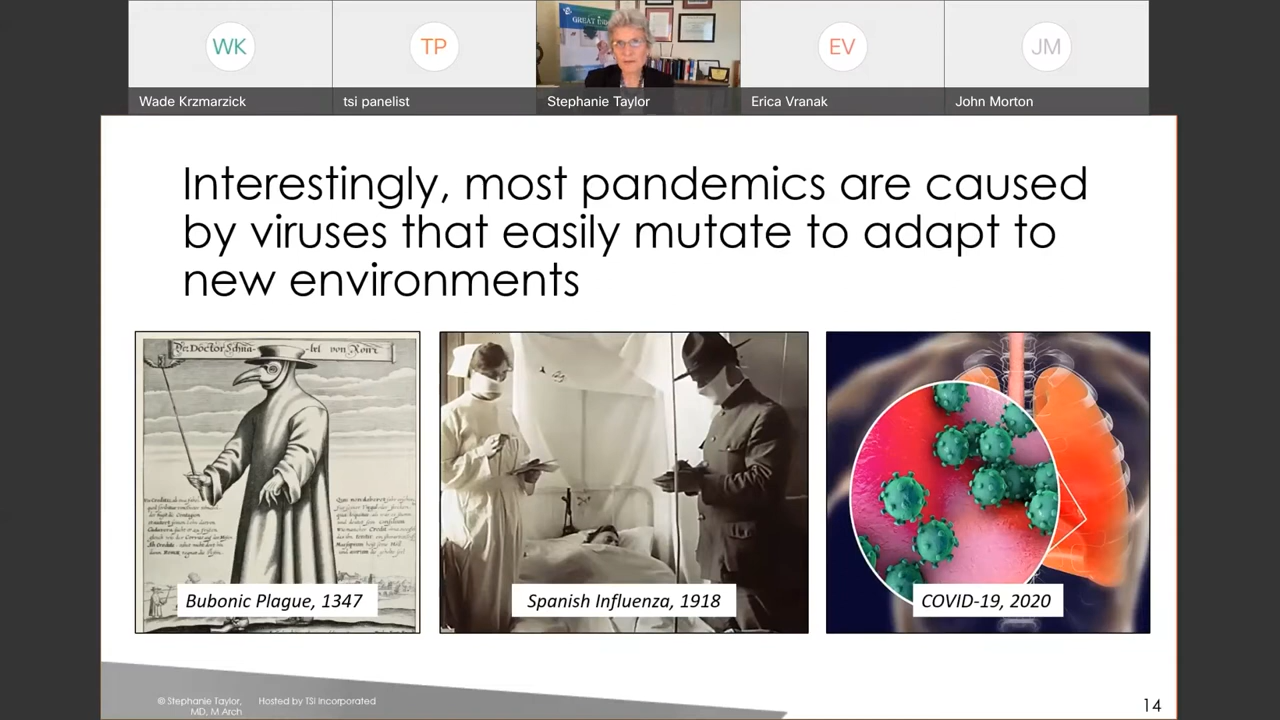 WK
TP
EV
JM
GREAT
Wade Krzmarzick
tsi panelist
Stephanie Taylor
Erica Vranak
John Morton
Interestingly, most pandemics are caused
by viruses that easily mutate to adapt to
new environments
Bubonic Plague, 1347
Spanish Influenza, 1918
COVID-19, 2020
© Stephanie Taylor, Hosted by TSI Incorporated
MD, M Arch
14